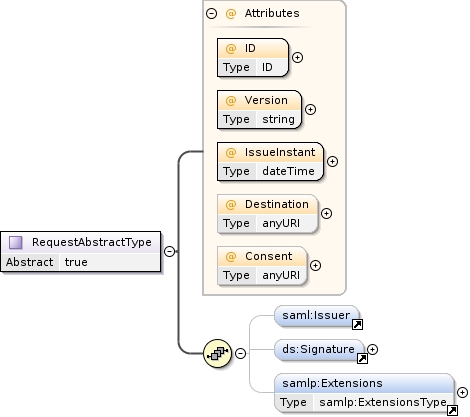 @ Attributes
@ ID
Type ID
@ Version
Type string
@ IssueInstant
Type dateTime
@ Destination
Type anyURI
@ Consent
Type anyURI
RequestAbstractType
Abstract true
saml:Issuer
ds:Signature
samlp:Extensions
Type samlp:ExtensionsType